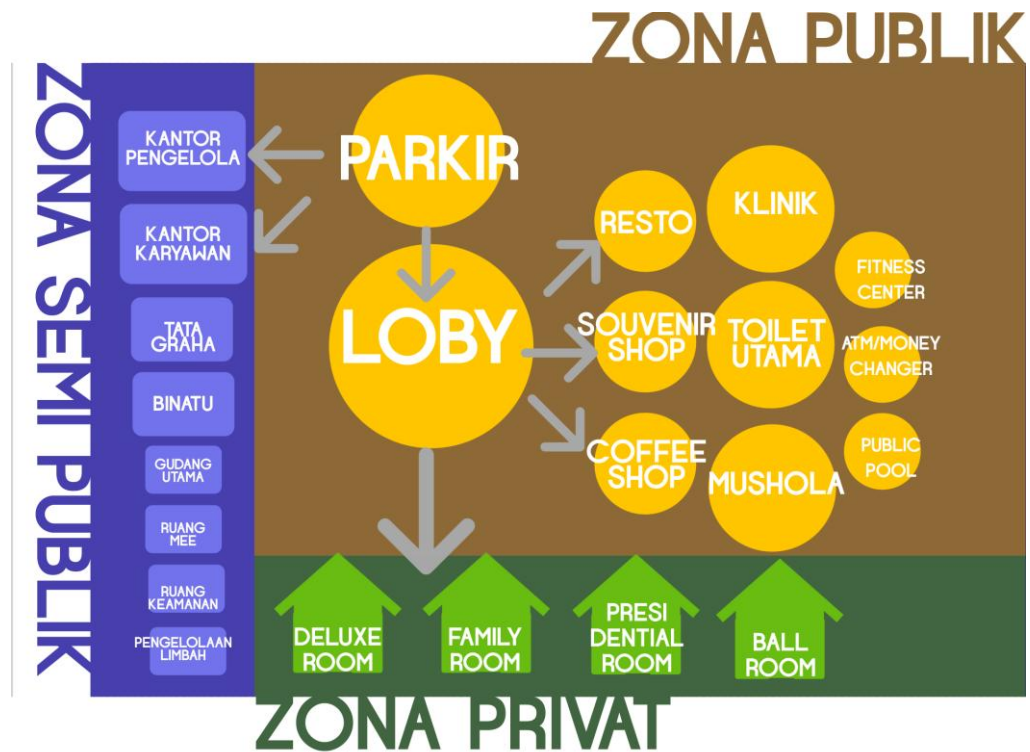 ZONA PUBLIK
ZONA SEMI PUBLIK
KANTOR
PENGELOLA
KANTOR
KARYAWAN
TATA
GRAHA
BINATU
GUDANG
UTAMA
RUANG
MEE
RUANG
KEAMANAN
PENGELOLAAN
LIMBAH
PARKIR
LOBY
RESTO
SOUVENIR
SHOP
COFFEE
SHOP
KLINIK
TOILET
UTAMA
MUSHOLA
FITNESS
CENTER
ATM/MONEY
CHANGER
PUBLIC
POOL
DELUXE
ROOM
FAMILY
ROOM
PRESI
DENTIAL
ROOM
BALL
ROOM
ZONA PRIVAT